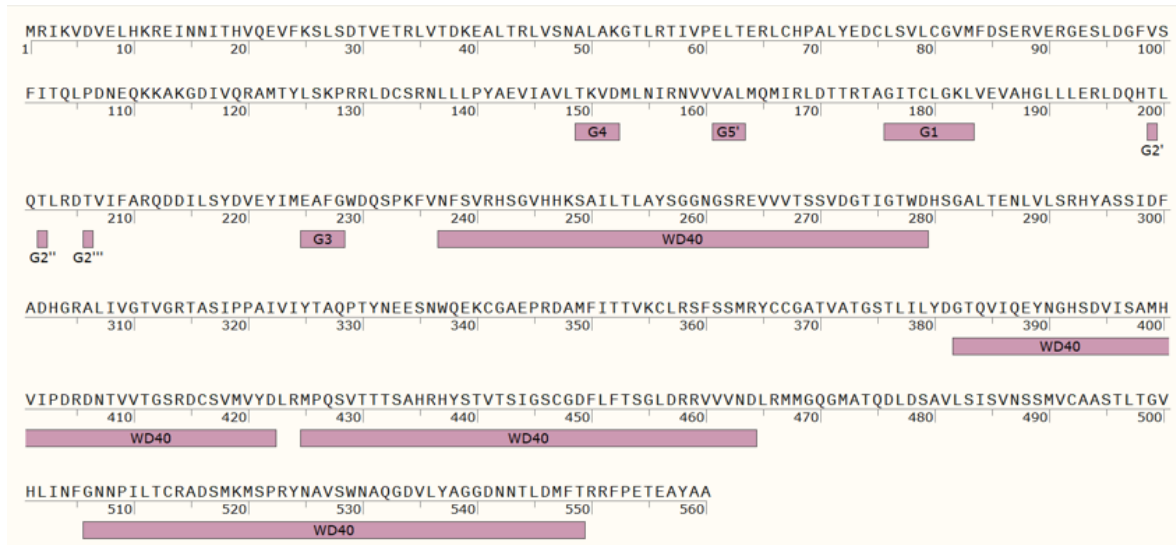 MRIKVDVELHKREINNITHVQEVFKSLSDTVETRLVTDKEALTRLVSNALAKGTLRTIVPELTERLCHPALYEDCLSVLCGVMFDSERVERGESLDGFVS
1 10 20 30 40 50 60 70 80 90 100
FITQLPDNEQKKAKGDIVQRAMTYLSKPRRLDCSRNLLLPYAEVIAVLTKVDMLNIRNVVVALMQMIRLDTTRTAGITCLGKLVEVAHGLLLERLDQHTL
110 120 130 140 150 160 170 180 190 200
G4 G5' G1
G2'
QTLRDTVIFARQDDILSYDVEYIMEAFGWDQSPKFVNFSVRHSGVHHKSAILTLAYSGGNGSREVVVTSSVDGTIGTWDHSGALTENLVLSRHYASSIDF
210 220 230 240 250 260 270 280 290 300
G3 WD40
G2'' G2'''
ADHGRALIVGTVGRTASIPPAIVIYTAQPTYNEESNWQEKCGAEPRDAMFITTVKCLRSFSSMRYCCGATVATGSTLILYDGTQVIQEYNGHSDVISAMH
310 320 330 340 350 360 370 380 390 400
WD40
VIPDRDNTVVTGSRDCSVMVYDLRMPQSVTTTSAHRHYSTVTSIGSCGDFLFTSGLDRRVVVNDLRMMGQGMATQDLDSAVLSISVNSSMVCAASTLTGV
410 420 430 440 450 460 470 480 490 500
WD40 WD40
HLINFGNNPILTCRADSMKMSPRYNAVSWNAQGDVLYAGGDNNTLDMFTRRFPETEAYAA
510 520 530 540 550 560
WD40